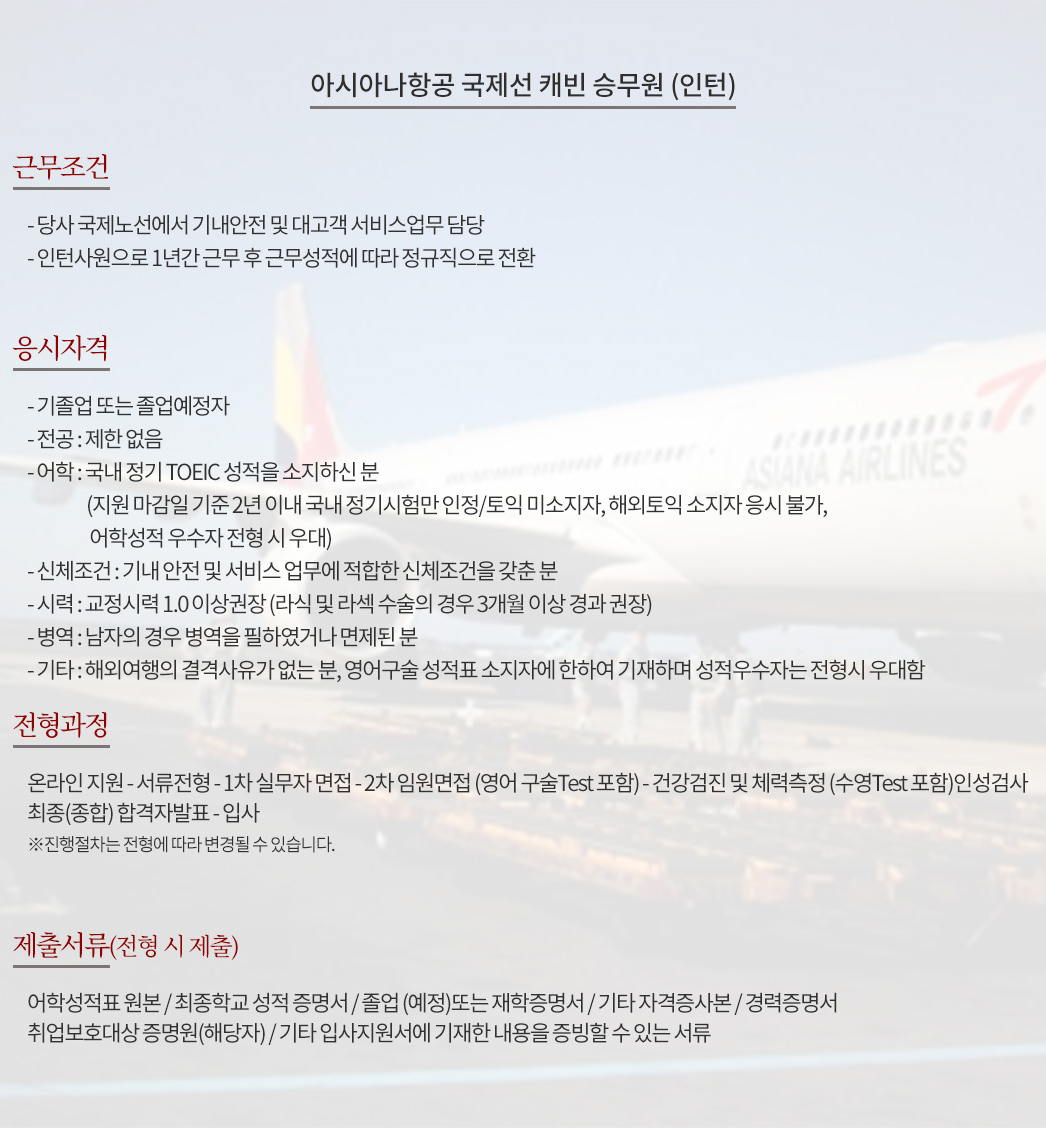 아시아나항공 국제선 캐빈 승무원 (인턴)
근무조건
- 당사 국제노선에서 기내안전 및 대고객 서비스업무 담당
- 인턴사원으로 1년간 근무 후 근무성적에 따라 정규직으로 전환
응시자격
- 기졸업 또는 졸업예정자
- 전공 : 제한 없음
- 어학 : 국내 정기 TOEIC 성적을 소지하신 분
(지원 마감일 기준 2년 이내 국내 정기시험만 인정/토익 미소지자, 해외토익 소지자 응시 불가,
어학성적 우수자 전형 시 우대)
- 신체조건 : 기내 안전 및 서비스 업무에 적합한 신체조건을 갖춘 분
- 시력 : 교정시력 1.0 이상권장 (라식 및 라섹 수술의 경우 3개월 이상 경과 권장)
- 병역 : 남자의 경우 병역을 필하였거나 면제된 분
- 기타 : 해외여행의 결격사유가 없는 분, 영어구술 성적표 소지자에 한하여 기재하며 성적우수자는 전형시 우대함
ASIANA AIRLINES
전형과정
온라인 지원 - 서류전형 - 1차 실무자 면접 - 2차 임원면접 (영어 구술Test 포함) - 건강검진 및 체력측정 (수영Test 포함)인성검사
최종(종합) 합격자발표 - 입사
※진행절차는 전형에 따라 변경될 수 있습니다.
제출서류(전형 시 제출)
어학성적표 원본 / 최종학교 성적 증명서 / 졸업 (예정)또는 재학증명서 / 기타 자격증사본 / 경력증명서
취업보호대상 증명원(해당자) / 기타 입사지원서에 기재한 내용을 증빙할 수 있는 서류